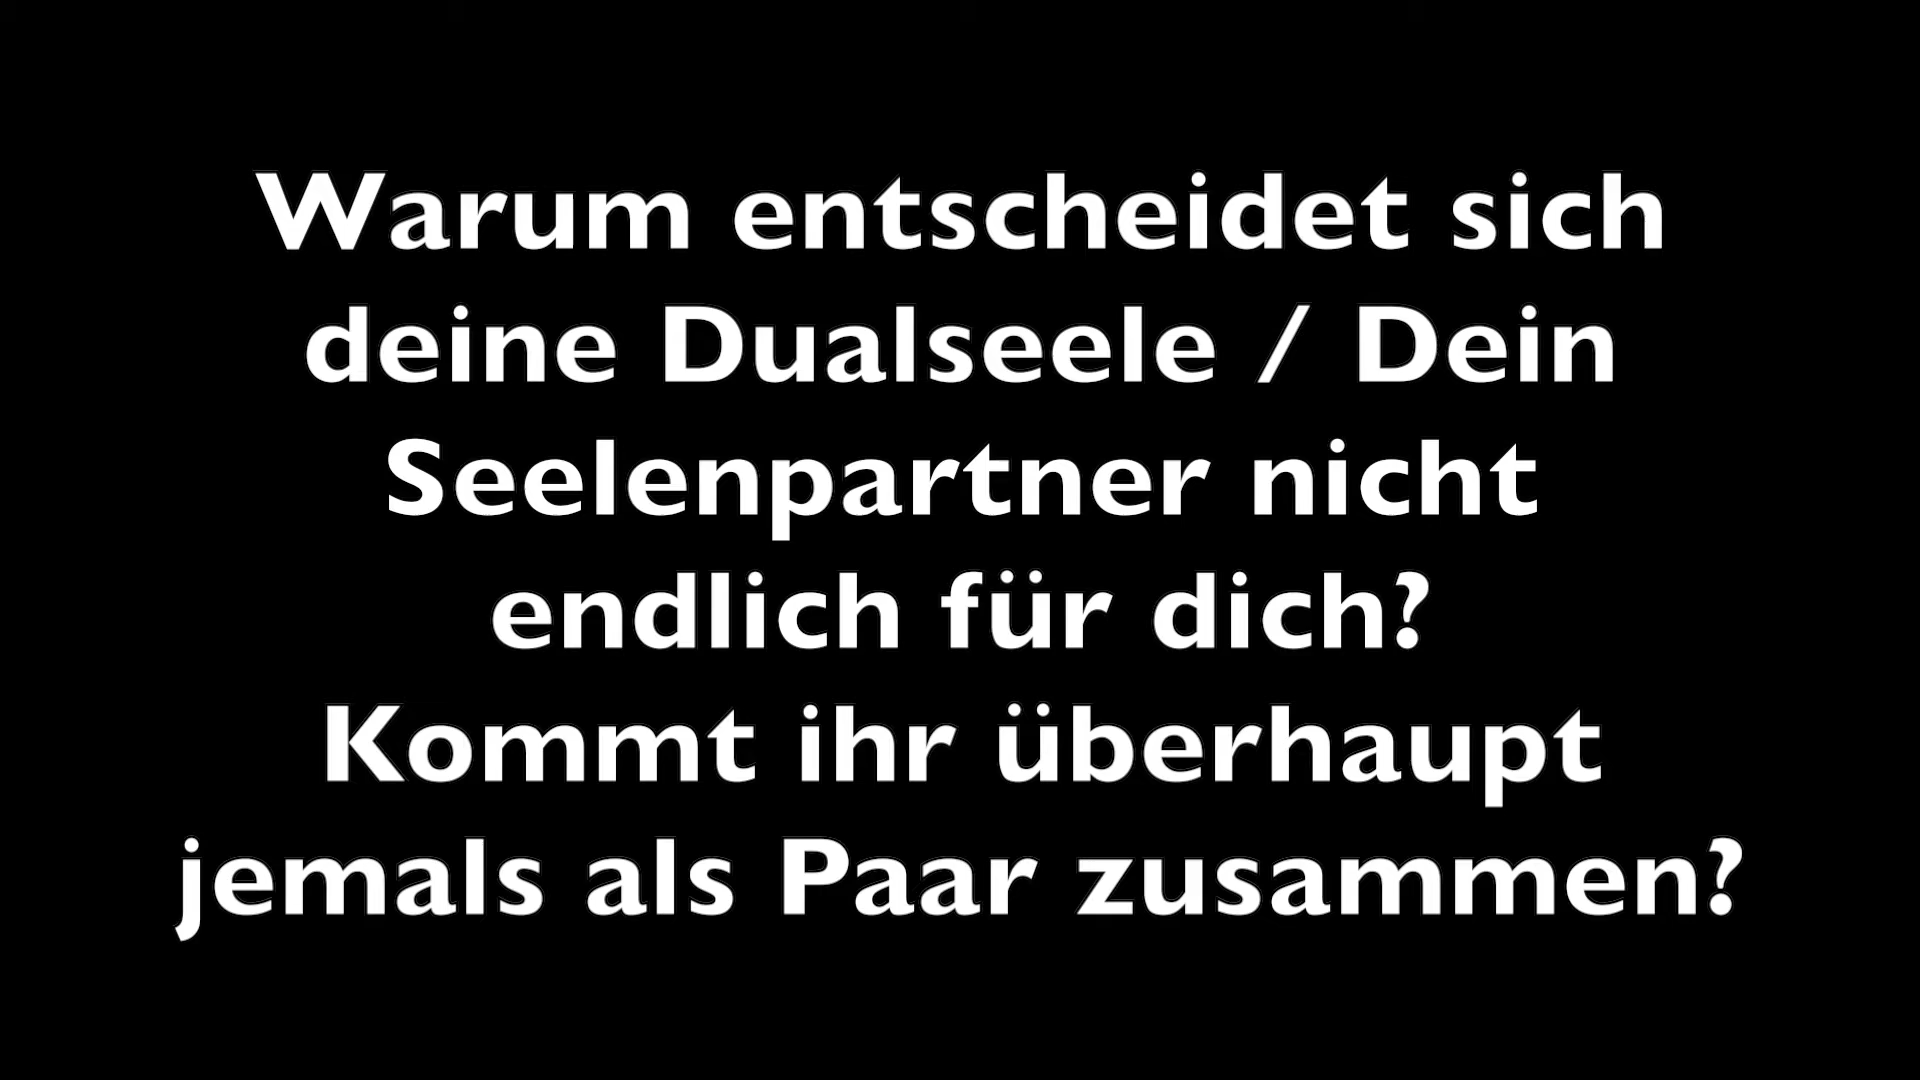 Warum entscheidet sich
deine Dualseele / Dein
Seelenpartner nicht
endlich für dich?
Kommt ihr überhaupt
jemals als Paar zusammen?